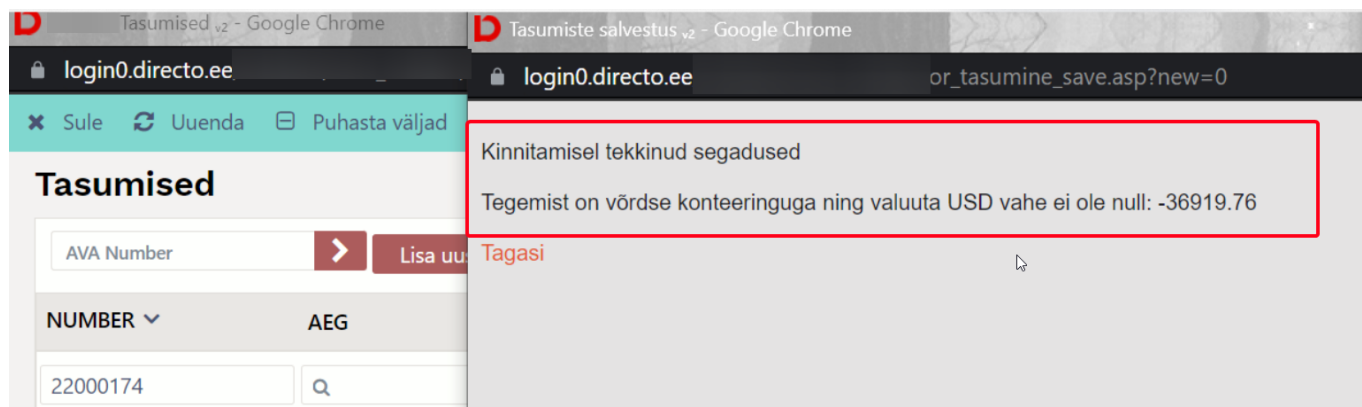 Tasumised v2 - Google Chrome
login0.directo.ee
Sule Uuenda Puhasta väljad
Tasumised
AVA Number
Lisa uu
NUMBER AEG
22000174
Tasumiste salvestus v2 - Google Chrome
login0.directo.ee or_tasumine_save.asp?new=0
Kinnitamisel tekkinud segadused
Tegemist on võrdse konteeringuga ning valuuta USD vahe ei ole null: -36919.76
Tagasi